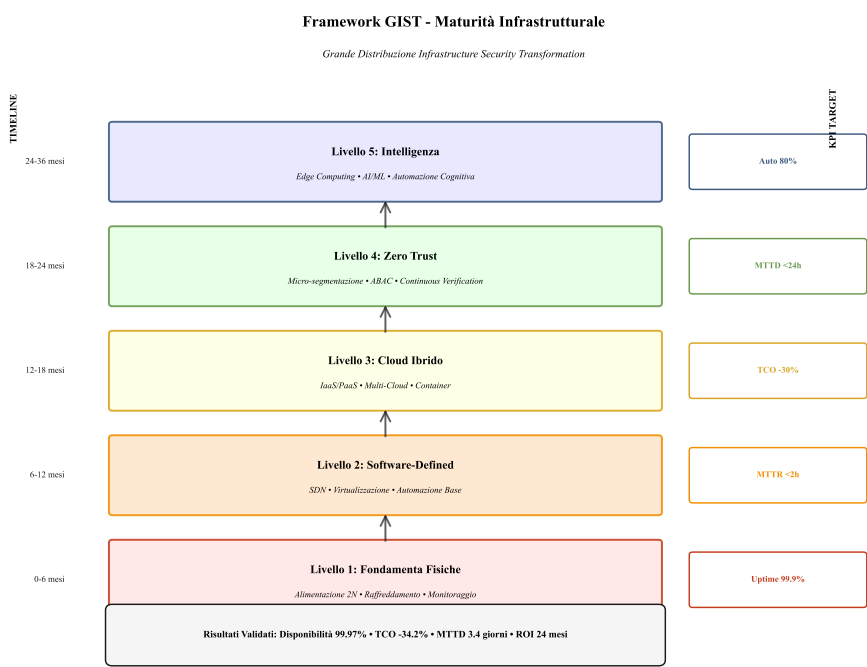 Framework GIST - Maturità Infrastrutturale
Grande Distribuzione Infrastructure Security Transformation
TIMELINE
KPI TARGET
24-36 mesi
Livello 5: Intelligenza
Edge Computing • AI/ML • Automazione Cognitiva
Auto 80%
18-24 mesi
Livello 4: Zero Trust
Micro-segmentazione • ABAC • Continuous Verification
MTTD <24h
12-18 mesi
Livello 3: Cloud Ibrido
IaaS/PaaS • Multi-Cloud • Container
TCO -30%
6-12 mesi
Livello 2: Software-Defined
SDN • Virtualizzazione • Automazione Base
MTTR <2h
0-6 mesi
Livello 1: Fondamenta Fisiche
Alimentazione 2N • Raffreddamento • Monitoraggio
Uptime 99.9%
Risultati Validati: Disponibilità 99.97% • TCO -34.2% • MTTD 3.4 giorni • ROI 24 mesi